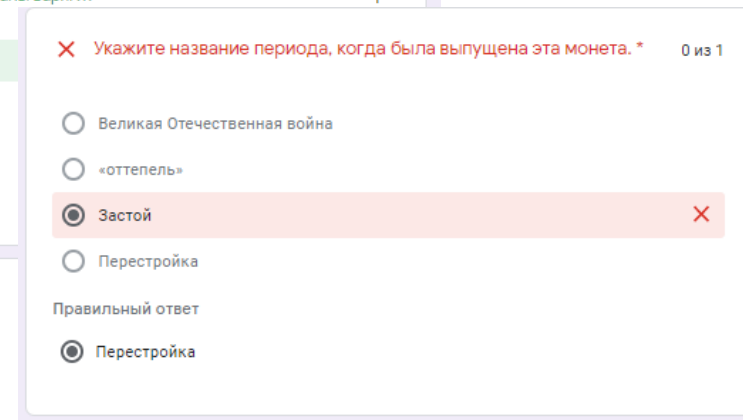 Укажите название периода, когда была выпущена эта монета. *
0 из 1
Великая Отечественная война
«оттепель»
Застой
Перестройка
Правильный ответ
Перестройка